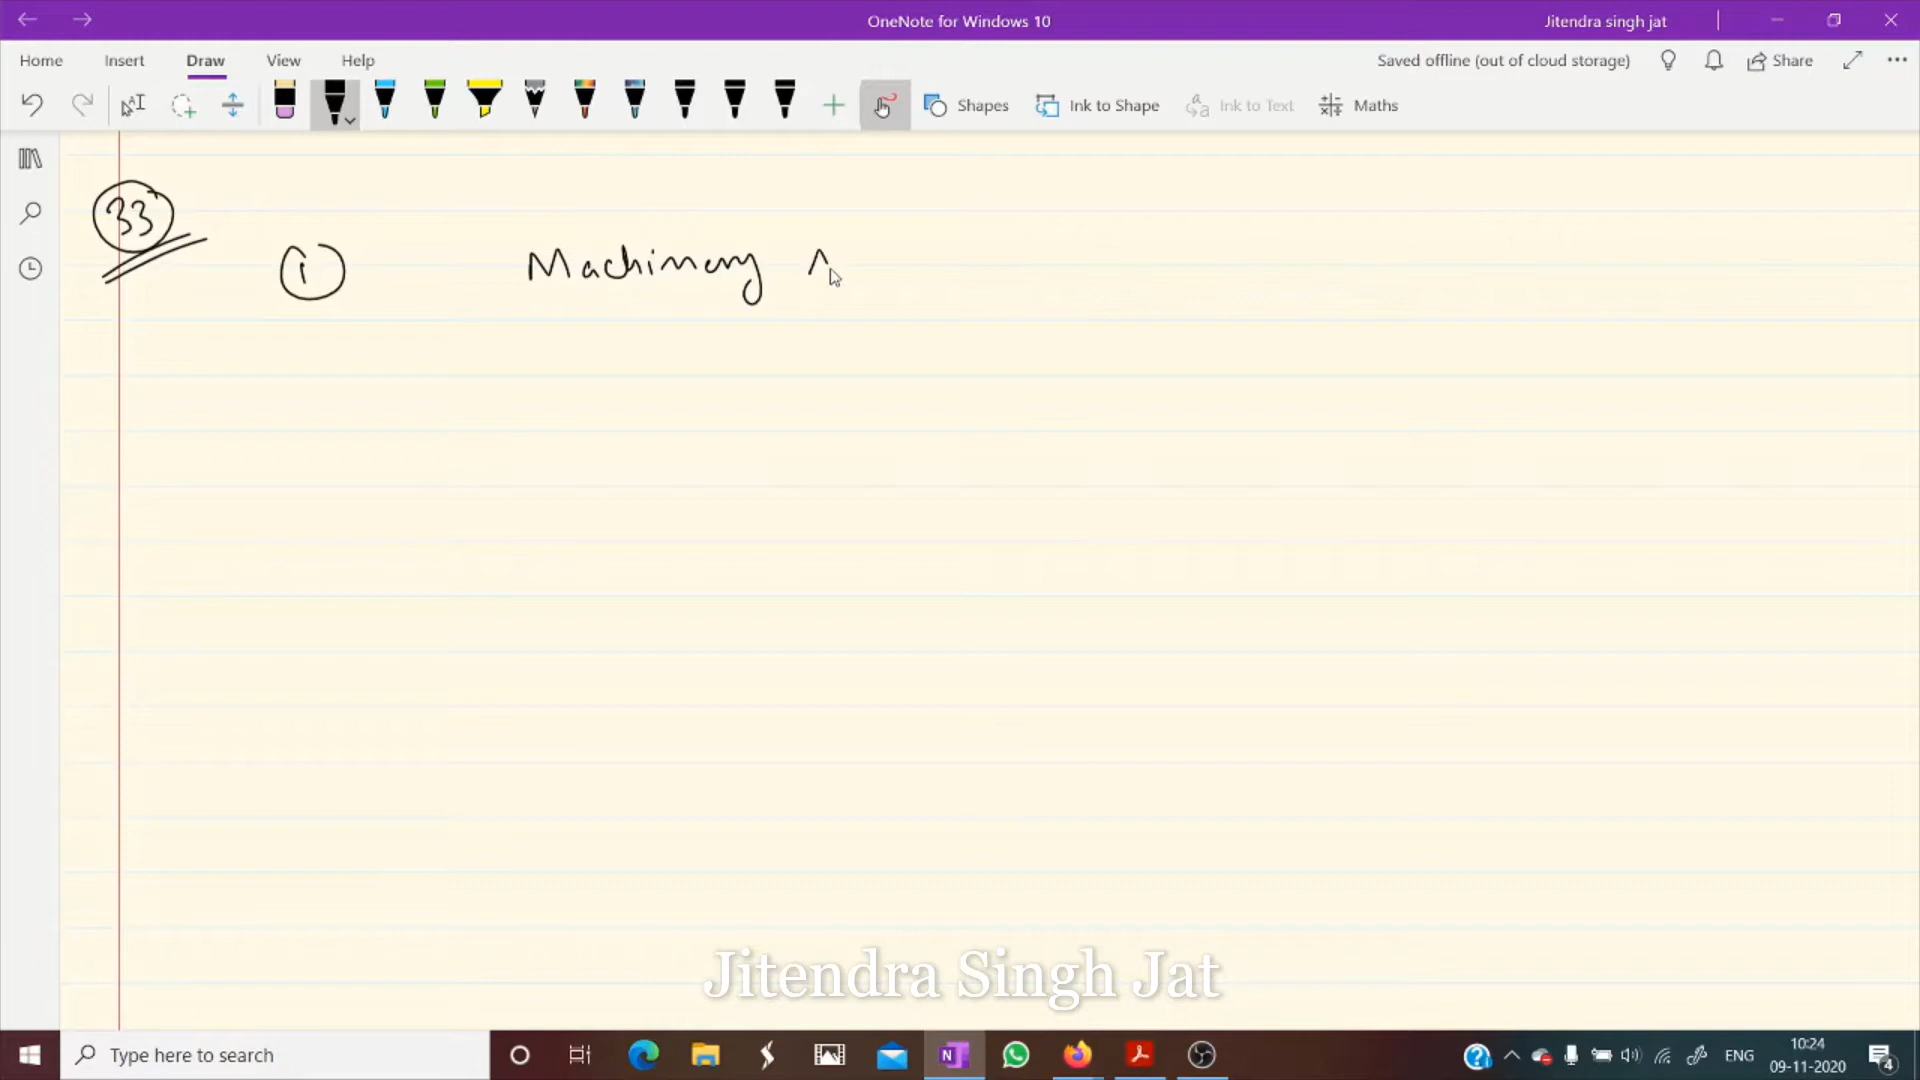 OneNote for Windows 10
Jitendra singh jat
Home Insert Draw View Help
Saved offline (out of cloud storage) Share
Shapes Ink to Shape Ink to Text Maths
33
1 Machinery A
Jitendra Singh Jat
Type here to search
ENG
10:24
09-11-2020
4